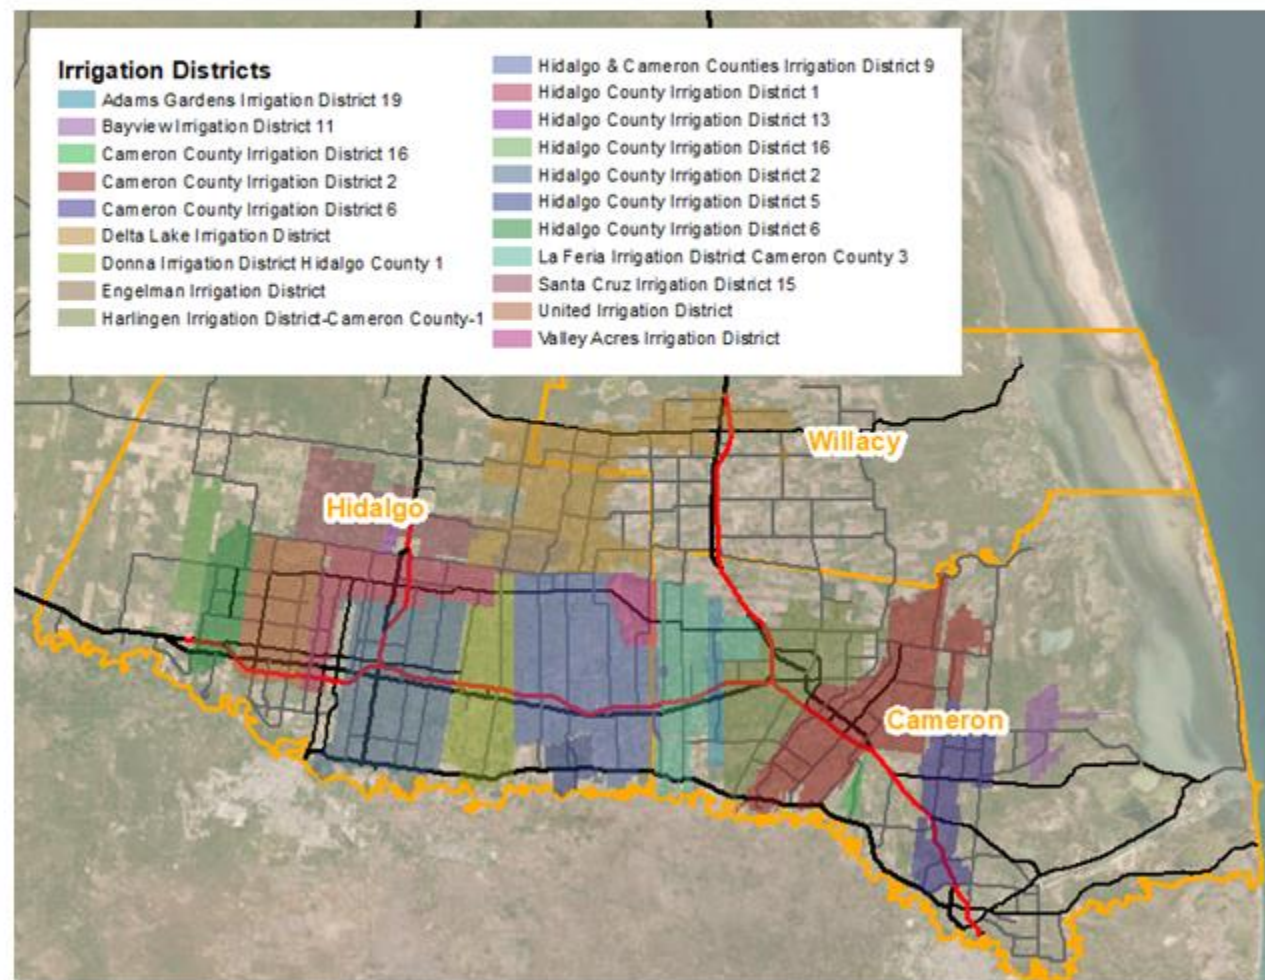 Irrigation Districts
Adams Gardens Irrigation District 19
Bayview Irrigation District 11
Cameron County Irrigation District 16
Cameron County Irrigation District 2
Cameron County Irrigation District 6
Delta Lake Irrigation District
Donna Irrigation District Hidalgo County 1
Engelman Irrigation District
Harlingen Irrigation District-Cameron County-1
Hidalgo & Cameron Counties Irrigation District 9
Hidalgo County Irrigation District 1
Hidalgo County Irrigation District 13
Hidalgo County Irrigation District 16
Hidalgo County Irrigation District 2
Hidalgo County Irrigation District 5
Hidalgo County Irrigation District 6
La Feria Irrigation District Cameron County 3
Santa Cruz Irrigation District 15
United Irrigation District
Valley Acres Irrigation District
Willacy
Hidalgo
Cameron